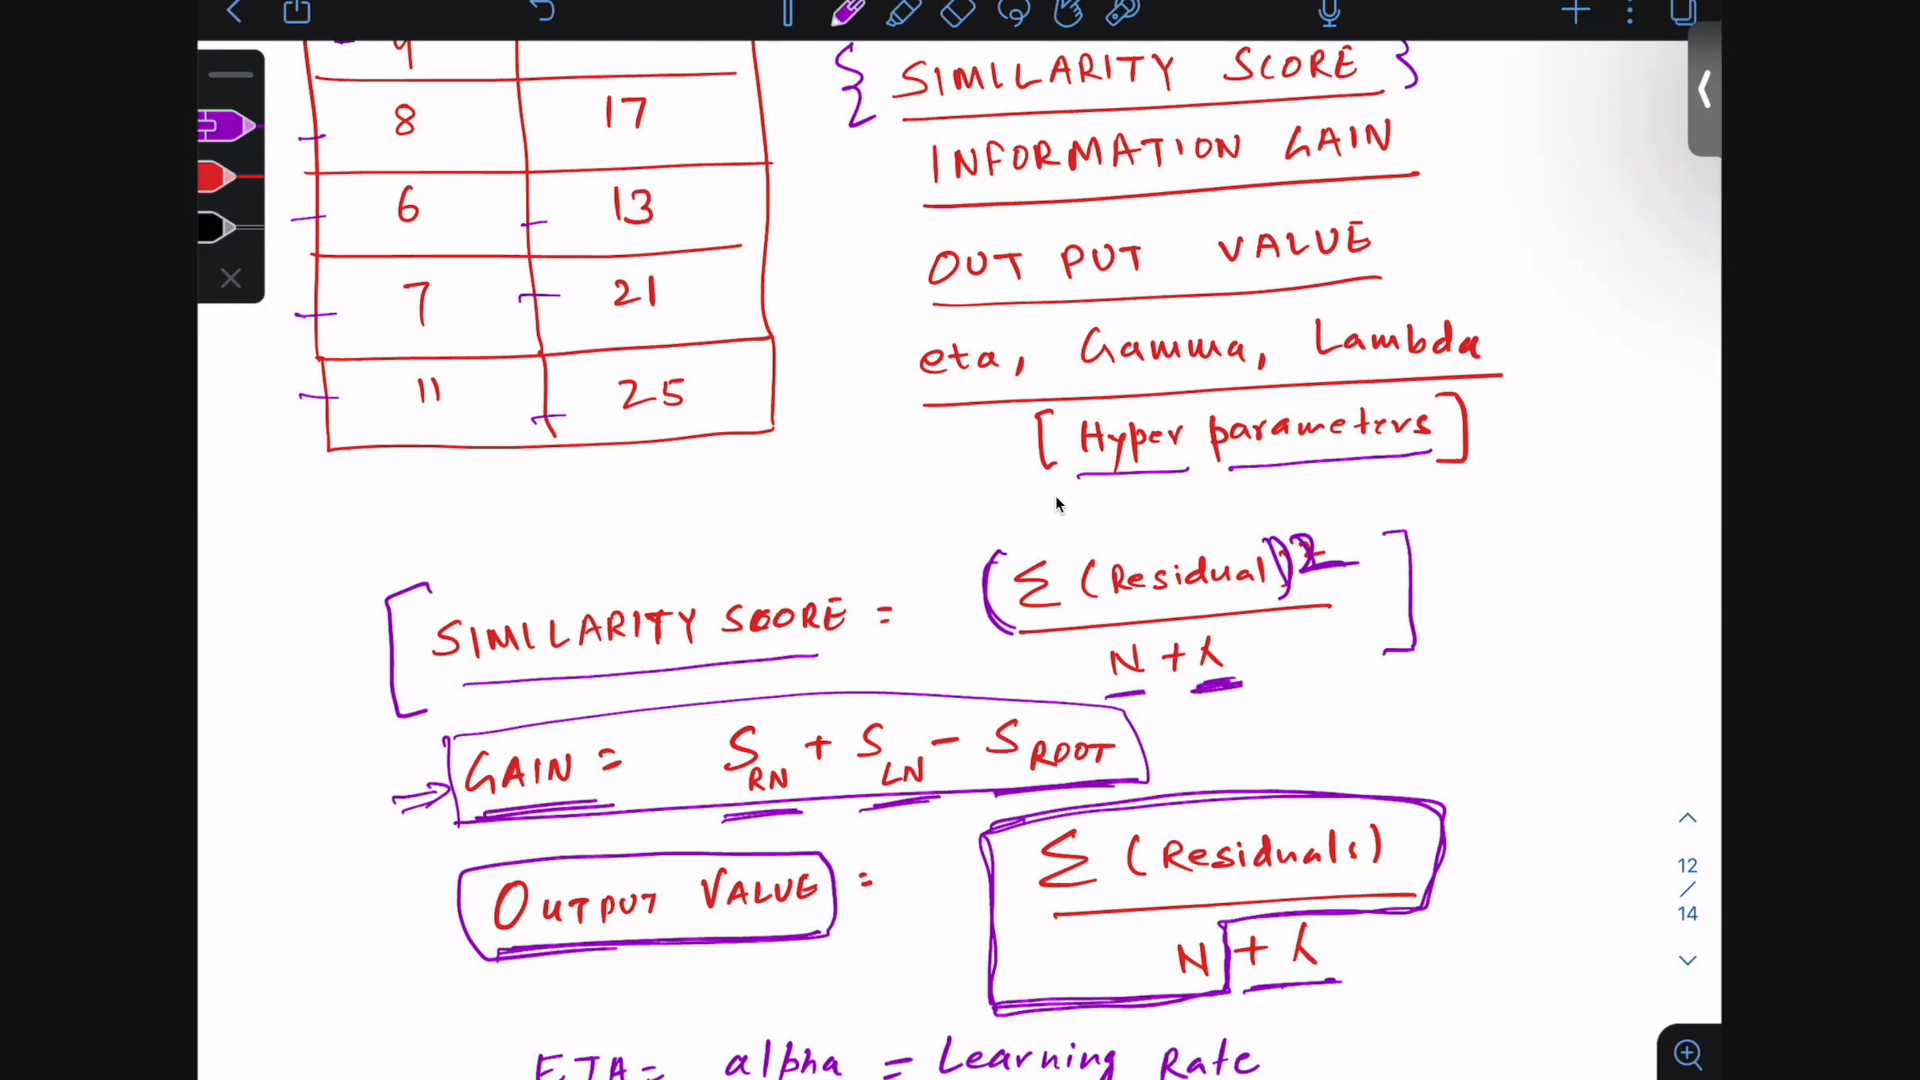 SIMILARITY SCORE
8 17
INFORMATION GAIN
6 13
OUT PUT VALUE
7 21
eta, Gamma, Lambda
11 25
[Hyper parameters]
SIMILARITY SCORE = (Σ (Residual))²
N + λ
GAIN = S RN + S LN - S ROOT
OUTPUT VALUE = Σ (Residuals)
N + λ
ETA = alpha = Learning Rate
12
/
14